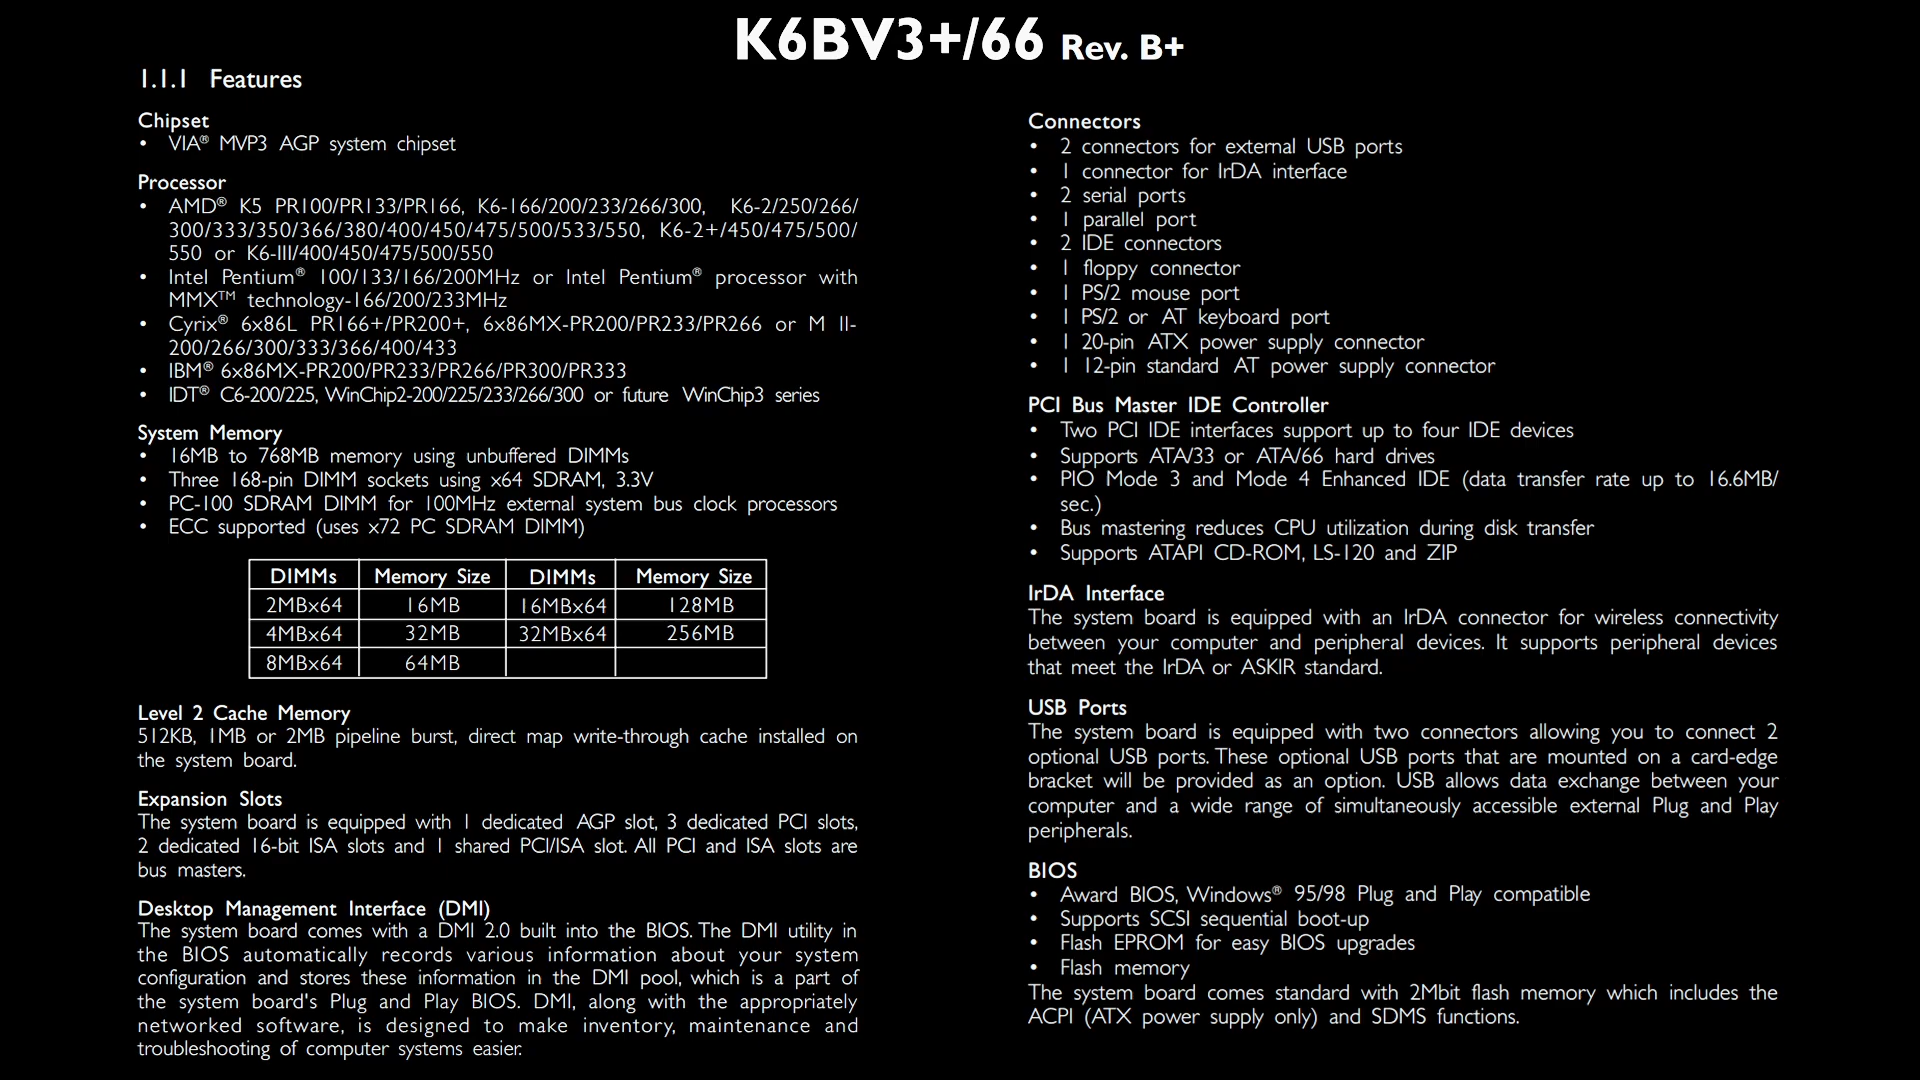 K6BV3+/66 Rev. B+
1.1.1 Features
Chipset
• VIA® MVP3 AGP system chipset
Processor
• AMD® K5 PR100/PR133/PR166, K6-166/200/233/266/300, K6-2/250/266/
300/333/350/366/380/400/450/475/500/533/550, K6-2+/450/475/500/
550 or K6-III/400/450/475/500/550
• Intel Pentium® 100/133/166/200MHz or Intel Pentium® processor with
MMX™ technology-166/200/233MHz
• Cyrix® 6x86L PR166+/PR200+, 6x86MX-PR200/PR233/PR266 or M II-
200/266/300/333/366/400/433
• IBM® 6x86MX-PR200/PR233/PR266/PR300/PR333
• IDT® C6-200/225, WinChip2-200/225/233/266/300 or future WinChip3 series
System Memory
• 16MB to 768MB memory using unbuffered DIMMs
• Three 168-pin DIMM sockets using x64 SDRAM, 3.3V
• PC-100 SDRAM DIMM for 100MHz external system bus clock processors
• ECC supported (uses x72 PC SDRAM DIMM)
DIMMs Memory Size DIMMs Memory Size
2MBx64 16MB 16MBx64 128MB
4MBx64 32MB 32MBx64 256MB
8MBx64 64MB
Level 2 Cache Memory
512KB, 1MB or 2MB pipeline burst, direct map write-through cache installed on
the system board.
Expansion Slots
The system board is equipped with 1 dedicated AGP slot, 3 dedicated PCI slots,
2 dedicated 16-bit ISA slots and 1 shared PCI/ISA slot. All PCI and ISA slots are
bus masters.
Desktop Management Interface (DMI)
The system board comes with a DMI 2.0 built into the BIOS. The DMI utility in
the BIOS automatically records various information about your system
configuration and stores these information in the DMI pool, which is a part of
the system board's Plug and Play BIOS. DMI, along with the appropriately
networked software, is designed to make inventory, maintenance and
troubleshooting of computer systems easier.
Connectors
• 2 connectors for external USB ports
• 1 connector for IrDA interface
• 2 serial ports
• 1 parallel port
• 2 IDE connectors
• 1 floppy connector
• 1 PS/2 mouse port
• 1 PS/2 or AT keyboard port
• 1 20-pin ATX power supply connector
• 1 12-pin standard AT power supply connector
PCI Bus Master IDE Controller
• Two PCI IDE interfaces support up to four IDE devices
• Supports ATA/33 or ATA/66 hard drives
• PIO Mode 3 and Mode 4 Enhanced IDE (data transfer rate up to 16.6MB/
sec.)
• Bus mastering reduces CPU utilization during disk transfer
• Supports ATAPI CD-ROM, LS-120 and ZIP
IrDA Interface
The system board is equipped with an IrDA connector for wireless connectivity
between your computer and peripheral devices. It supports peripheral devices
that meet the IrDA or ASKIR standard.
USB Ports
The system board is equipped with two connectors allowing you to connect 2
optional USB ports. These optional USB ports that are mounted on a card-edge
bracket will be provided as an option. USB allows data exchange between your
computer and a wide range of simultaneously accessible external Plug and Play
peripherals.
BIOS
• Award BIOS, Windows® 95/98 Plug and Play compatible
• Supports SCSI sequential boot-up
• Flash EPROM for easy BIOS upgrades
• Flash memory
The system board comes standard with 2Mbit flash memory which includes the
ACPI (ATX power supply only) and SDMS functions.